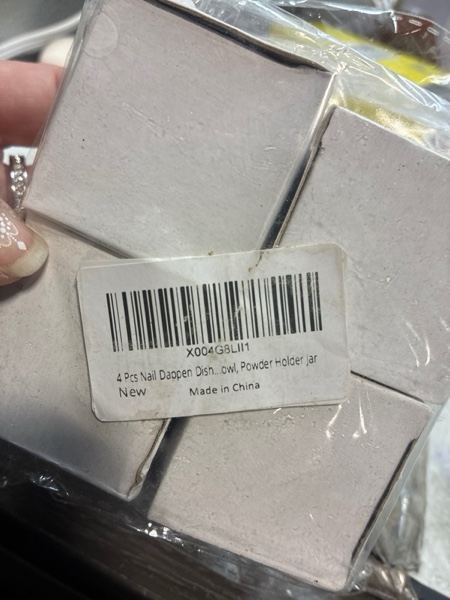 X004G8LII1
4 Pcs Nail Dappen Dish...owl, Powder Holder Jar
New
Made in China